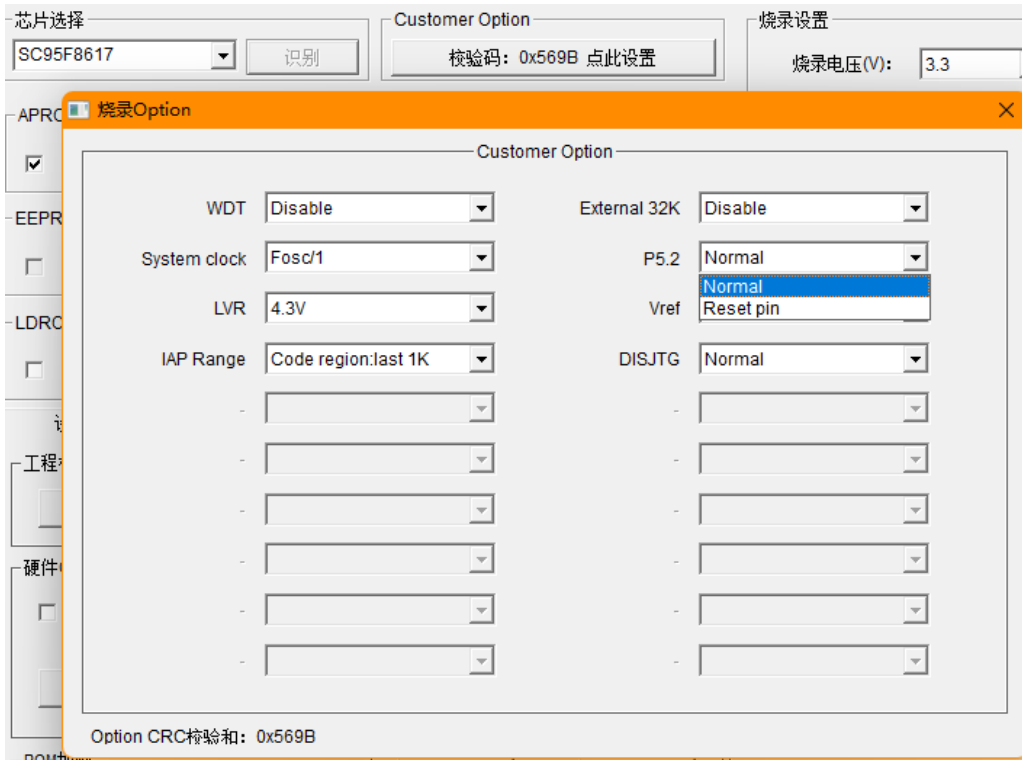 芯片选择
Customer Option
烧录设置
SC95F8617
识别
校验码：0x569B 点此设置
烧录电压(V)：
3.3
APRO
烧录Option
Customer Option
WDT
Disable
External 32K
Disable
EEPR
System clock
Fosc/1
P5.2
Normal
Normal
LVR
4.3V
Vref
Reset pin
LDRO
IAP Range
Code region:last 1K
DISJTG
Normal
-
-
工程
-
-
-
-
硬件
-
-
-
-
-
-
Option CRC校验和：0x569B